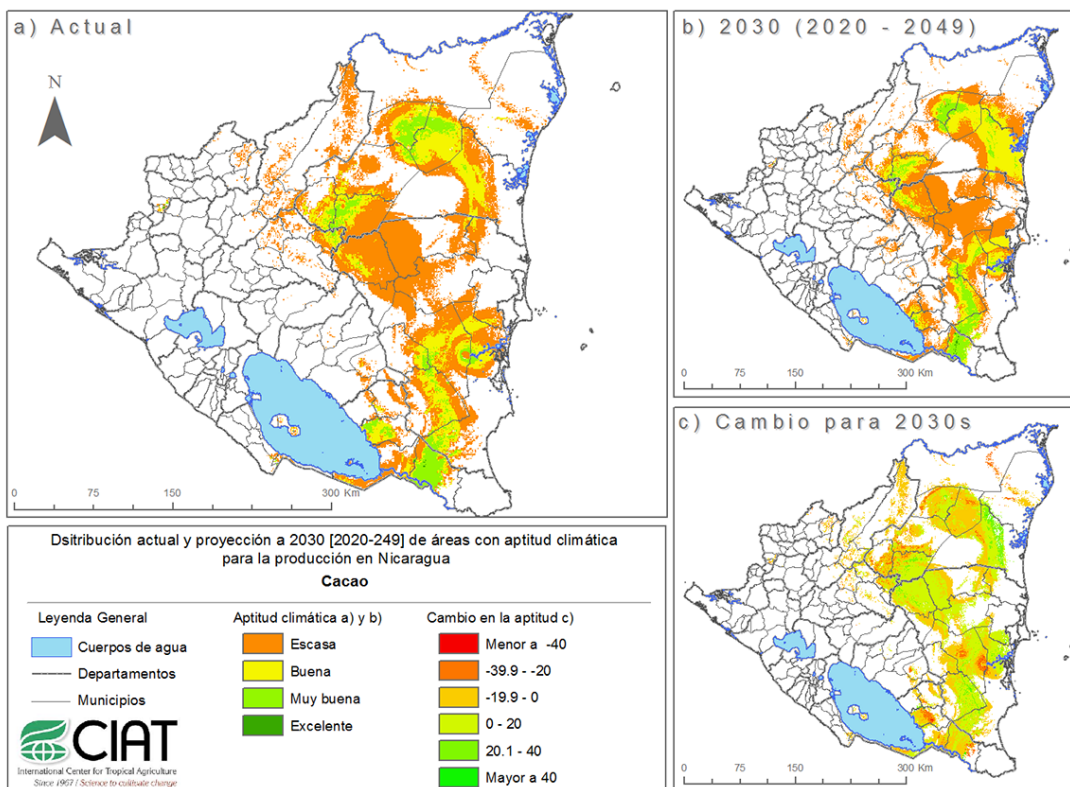 a) Actual
N
0 75 150 300 Km
b) 2030 (2020 - 2049)
0 75 150 300 Km
c) Cambio para 2030s
0 75 150 300 Km
Dsitribución actual y proyección a 2030 [2020-249] de áreas con aptitud climática
para la producción en Nicaragua
Cacao
Leyenda General
Cuerpos de agua
Departamentos
Municipios
Aptitud climática a) y b)
Escasa
Buena
Muy buena
Excelente
Cambio en la aptitud c)
Menor a -40
-39.9 - -20
-19.9 - 0
0 - 20
20.1 - 40
Mayor a 40
CIAT
International Center for Tropical Agriculture
Since 1967 / Science to cultivate change